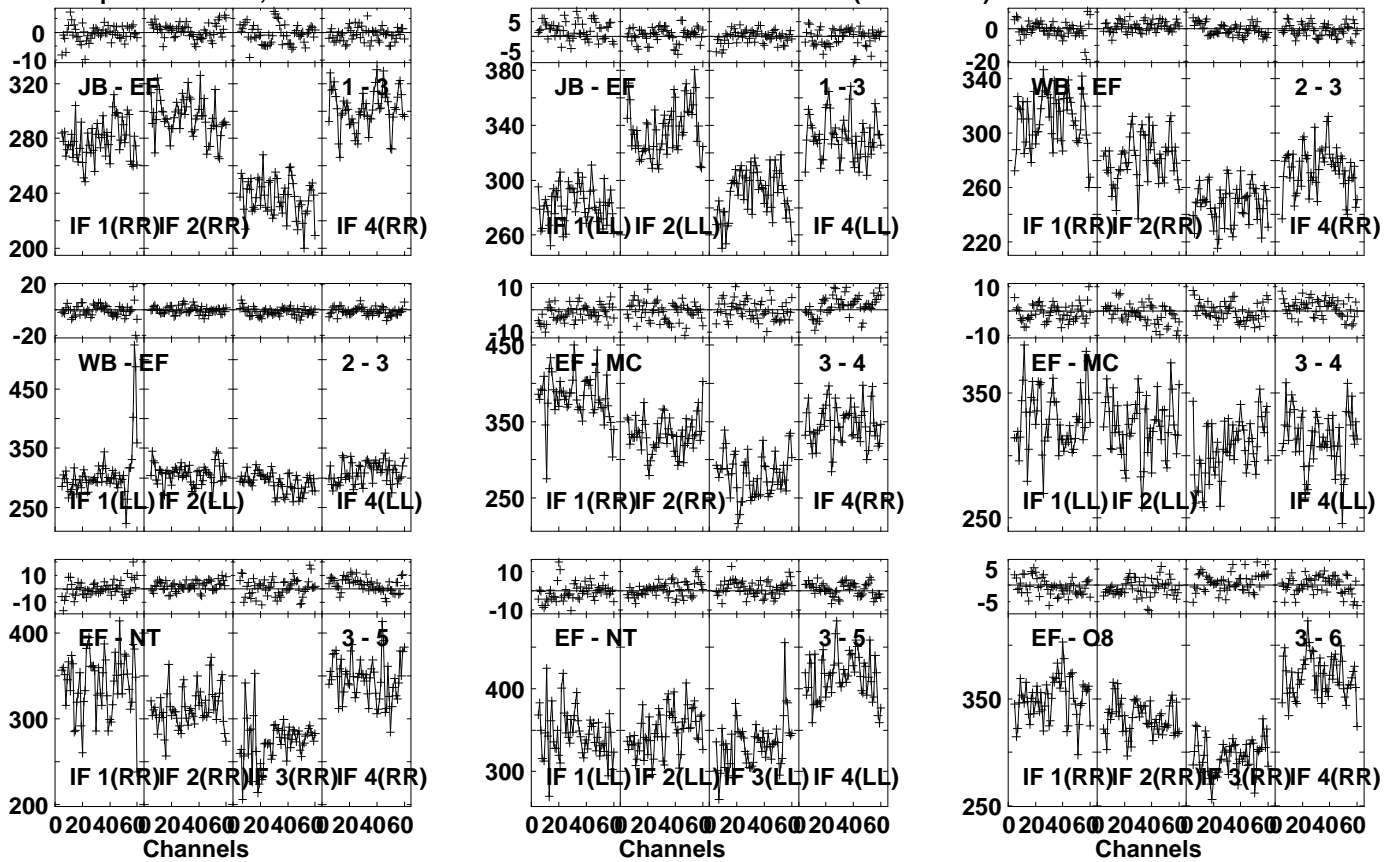 0
-10
5
-5
0
-20
JB - EF 1 - 3
320
280
240
200
IF 1(RR) IF 2(RR) IF 4(RR)
JB - EF 1 - 3
380
340
300
260
IF 1(LL) IF 2(LL) IF 4(LL)
WB - EF 2 - 3
340
300
260
220
IF 1(RR) IF 2(RR) IF 4(RR)
20
0
-20
10
0
-10
10
0
-10
WB - EF 2 - 3
450
350
250
IF 1(LL) IF 2(LL) IF 4(LL)
EF - MC 3 - 4
450
350
250
IF 1(RR) IF 2(RR) IF 4(RR)
EF - MC 3 - 4
350
250
IF 1(LL) IF 2(LL) IF 4(LL)
10
-10
10
-10
5
-5
EF - NT 3 - 5
400
300
200
IF 1(RR) IF 2(RR) IF 3(RR) IF 4(RR)
EF - NT 3 - 5
400
300
IF 1(LL) IF 2(LL) IF 3(LL) IF 4(LL)
EF - O8 3 - 6
350
250
IF 1(RR) IF 2(RR) IF 3(RR) IF 4(RR)
0 204060 0 204060 0 204060 0 204060
Channels
0 204060 0 204060 0 204060 0 204060
Channels
0 204060 0 204060 0 204060 0 204060
Channels